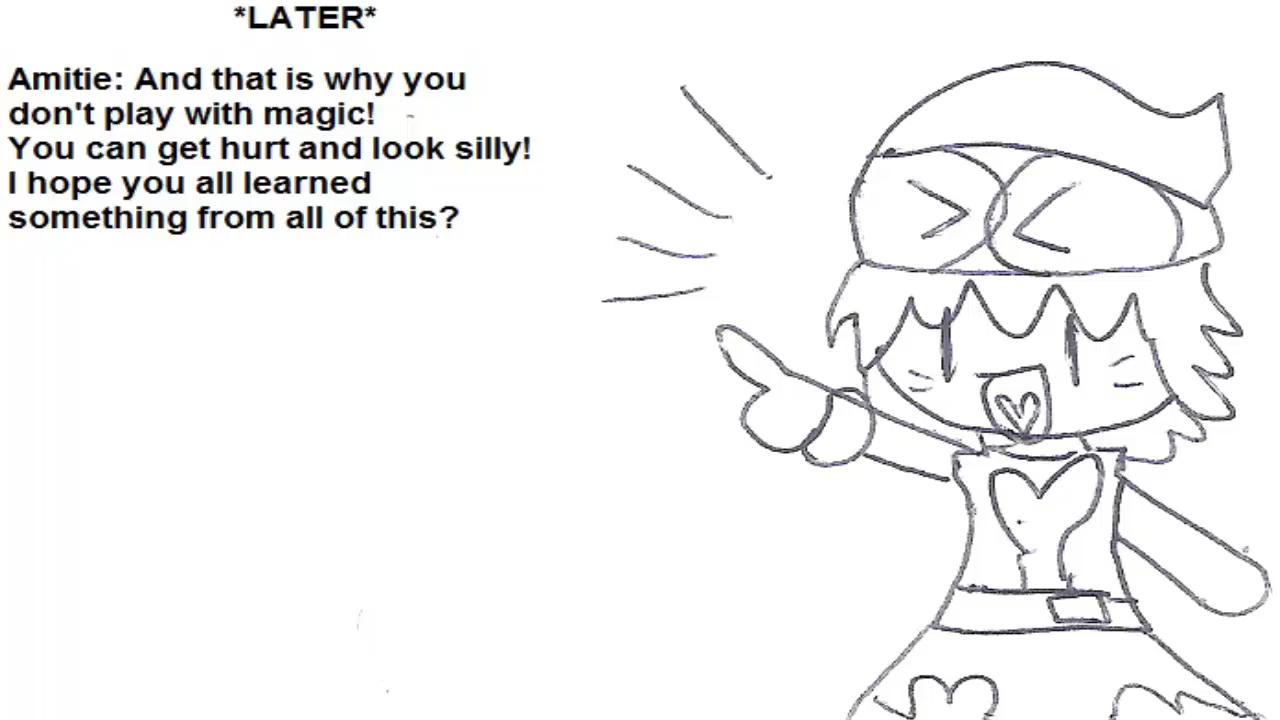 *LATER*
Amitie: And that is why you
don't play with magic!
You can get hurt and look silly!
I hope you all learned
something from all of this?